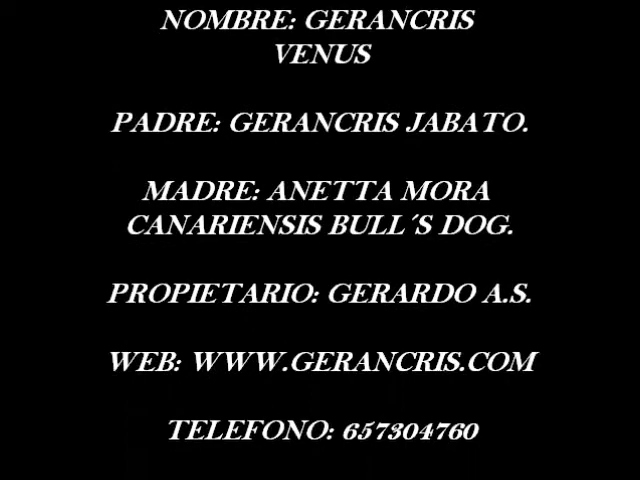 NOMBRE: GERANCRIS
VENUS
PADRE: GERANCRIS JABATO.
MADRE: ANETTA MORA
CANARIENSIS BULL´S DOG.
PROPIETARIO: GERARDO A.S.
WEB: WWW.GERANCRIS.COM
TELEFONO: 657304760